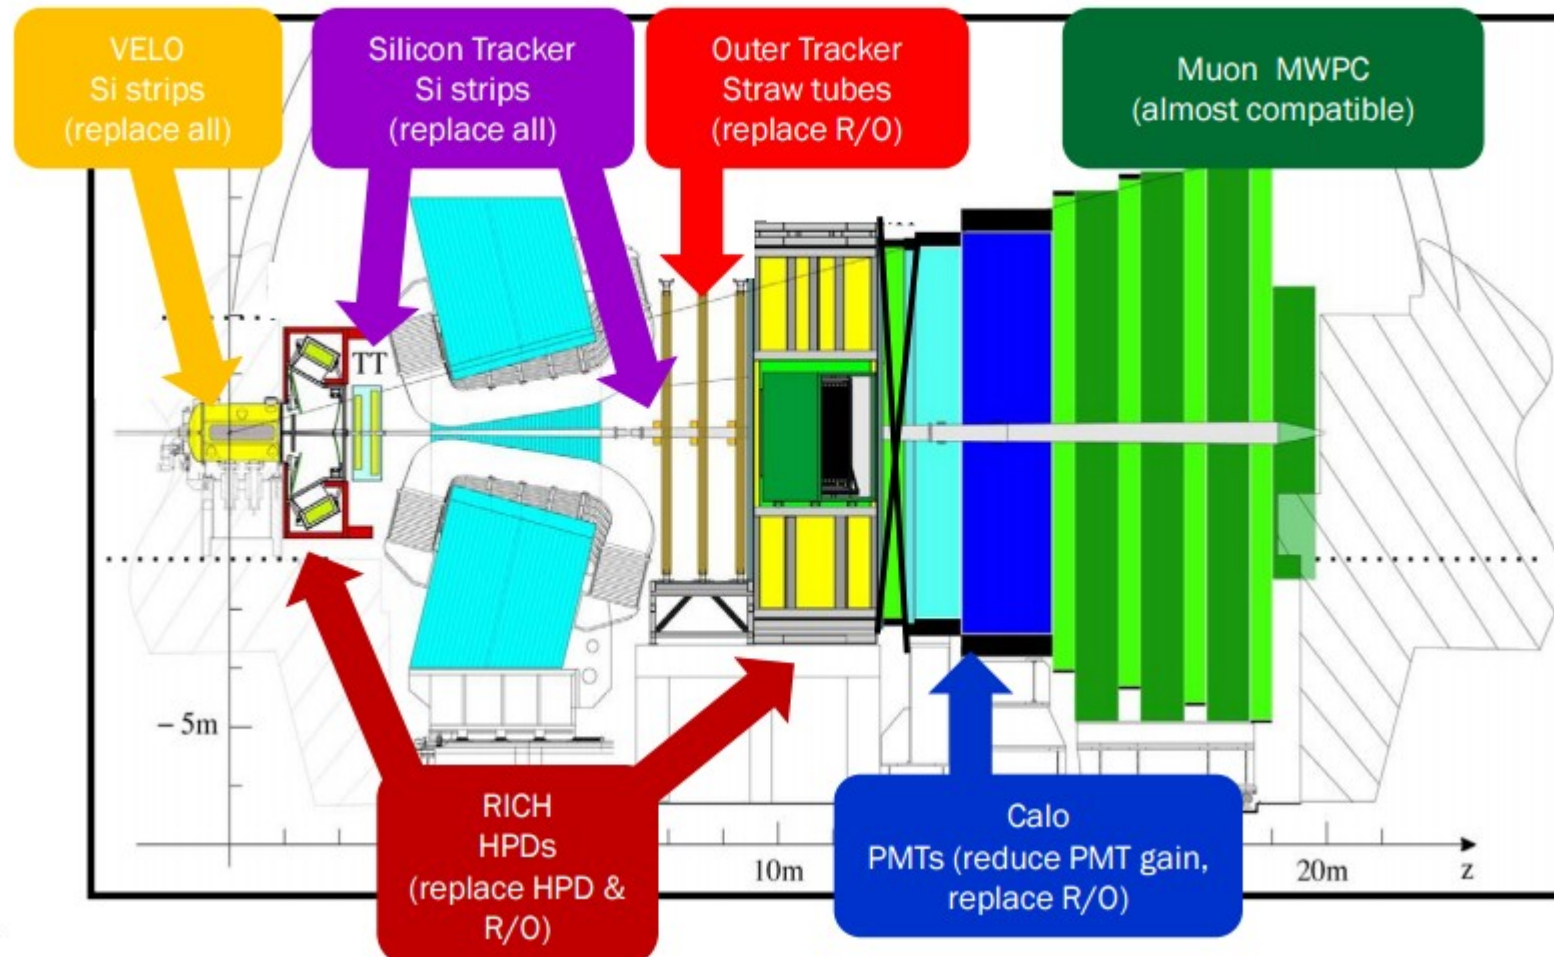 VELO
Si strips
(replace all)
Silicon Tracker
Si strips
(replace all)
Outer Tracker
Straw tubes
(replace R/O)
Muon MWPC
(almost compatible)
TT
– 5m
RICH
HPDs
(replace HPD &
R/O)
Calo
PMTs (reduce PMT gain,
replace R/O)
10m
20m
z